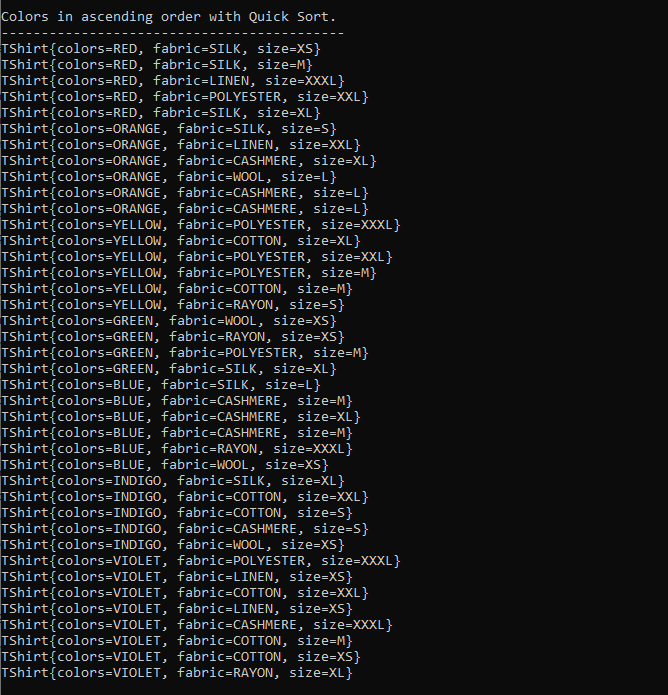 Colors in ascending order with Quick Sort.
-------------------------------------------
TShirt{colors=RED, fabric=SILK, size=XS}
TShirt{colors=RED, fabric=SILK, size=M}
TShirt{colors=RED, fabric=LINEN, size=XXXL}
TShirt{colors=RED, fabric=POLYESTER, size=XXL}
TShirt{colors=RED, fabric=SILK, size=XL}
TShirt{colors=ORANGE, fabric=SILK, size=S}
TShirt{colors=ORANGE, fabric=LINEN, size=XXL}
TShirt{colors=ORANGE, fabric=CASHMERE, size=XL}
TShirt{colors=ORANGE, fabric=WOOL, size=L}
TShirt{colors=ORANGE, fabric=CASHMERE, size=L}
TShirt{colors=ORANGE, fabric=CASHMERE, size=L}
TShirt{colors=YELLOW, fabric=POLYESTER, size=XXXL}
TShirt{colors=YELLOW, fabric=COTTON, size=XL}
TShirt{colors=YELLOW, fabric=POLYESTER, size=XXL}
TShirt{colors=YELLOW, fabric=POLYESTER, size=M}
TShirt{colors=YELLOW, fabric=COTTON, size=M}
TShirt{colors=YELLOW, fabric=RAYON, size=S}
TShirt{colors=GREEN, fabric=WOOL, size=XS}
TShirt{colors=GREEN, fabric=RAYON, size=XS}
TShirt{colors=GREEN, fabric=POLYESTER, size=M}
TShirt{colors=GREEN, fabric=SILK, size=XL}
TShirt{colors=BLUE, fabric=SILK, size=L}
TShirt{colors=BLUE, fabric=CASHMERE, size=M}
TShirt{colors=BLUE, fabric=CASHMERE, size=XL}
TShirt{colors=BLUE, fabric=CASHMERE, size=M}
TShirt{colors=BLUE, fabric=RAYON, size=XXXL}
TShirt{colors=BLUE, fabric=WOOL, size=XS}
TShirt{colors=INDIGO, fabric=SILK, size=XL}
TShirt{colors=INDIGO, fabric=COTTON, size=XXL}
TShirt{colors=INDIGO, fabric=COTTON, size=S}
TShirt{colors=INDIGO, fabric=CASHMERE, size=S}
TShirt{colors=INDIGO, fabric=WOOL, size=XS}
TShirt{colors=VIOLET, fabric=POLYESTER, size=XXXL}
TShirt{colors=VIOLET, fabric=LINEN, size=XS}
TShirt{colors=VIOLET, fabric=COTTON, size=XXL}
TShirt{colors=VIOLET, fabric=LINEN, size=XS}
TShirt{colors=VIOLET, fabric=CASHMERE, size=XXXL}
TShirt{colors=VIOLET, fabric=COTTON, size=M}
TShirt{colors=VIOLET, fabric=COTTON, size=XS}
TShirt{colors=VIOLET, fabric=RAYON, size=XL}